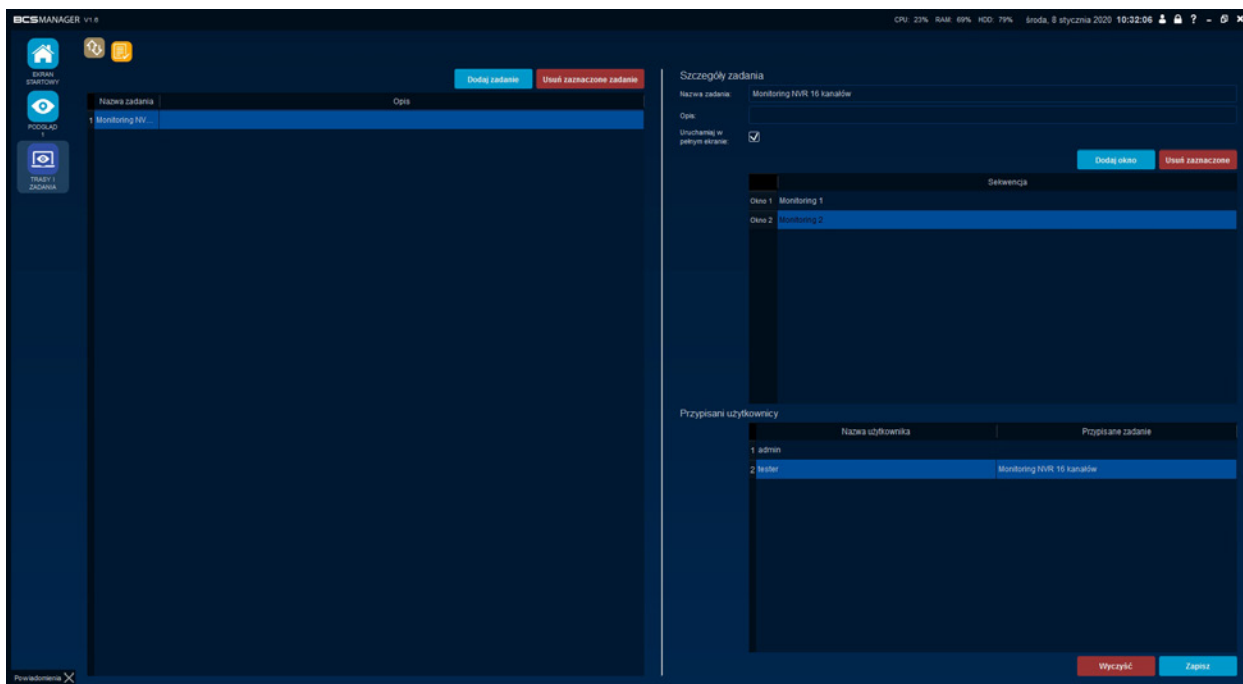 BCSMANAGER v1.8
CPU: 23% RAM: 69% HDD: 79% środa, 8 stycznia 2020 10:32:06 ? – ×
EKRAN
STARTOWY
PODGLĄD
1
TRASY I
ZADANIA
Dodaj zadanie Usuń zaznaczone zadanie
Nazwa zadania Opis
1 Monitoring NV...
Szczegóły zadania
Nazwa zadania: Monitoring NVR 16 kanałów
Opis:
Uruchamiaj w
pełnym ekranie:
Dodaj okno Usuń zaznaczone
Sekwencja
Okno 1 Monitoring 1
Okno 2 Monitoring 2
Przypisani użytkownicy
Nazwa użytkownika Przypisane zadanie
1 admin
2 tester Monitoring NVR 16 kanałów
Wyczyść Zapisz
Powiadomienia